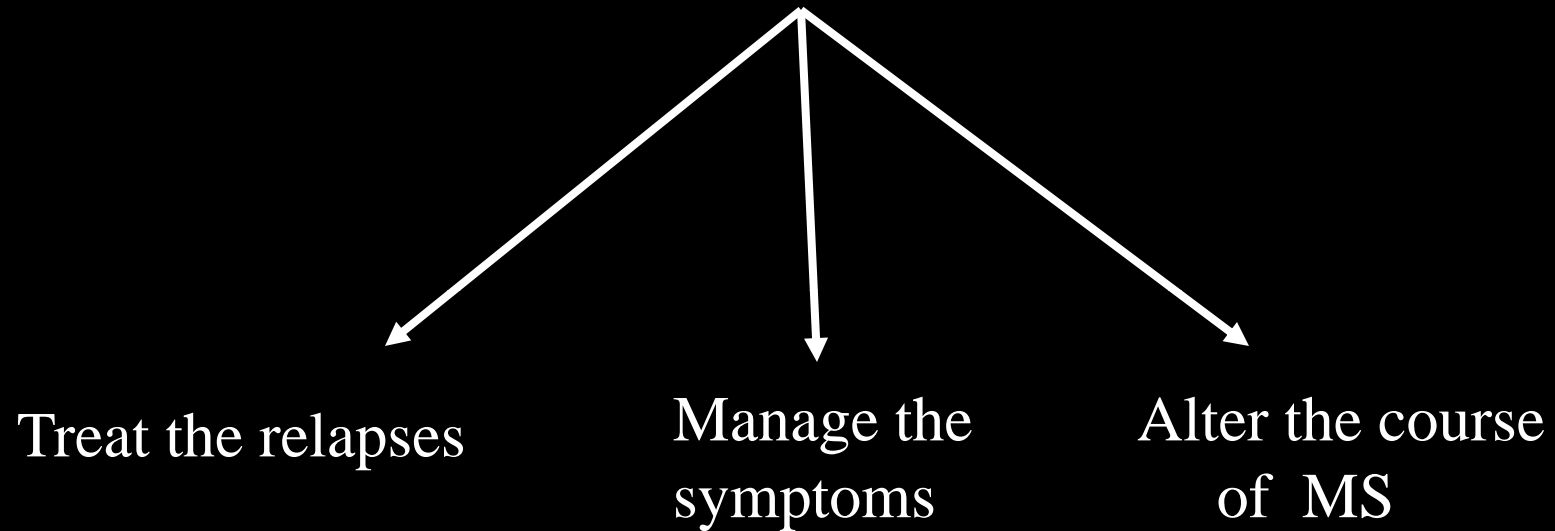 Treat the relapses
Manage the
symptoms
Alter the course
of MS